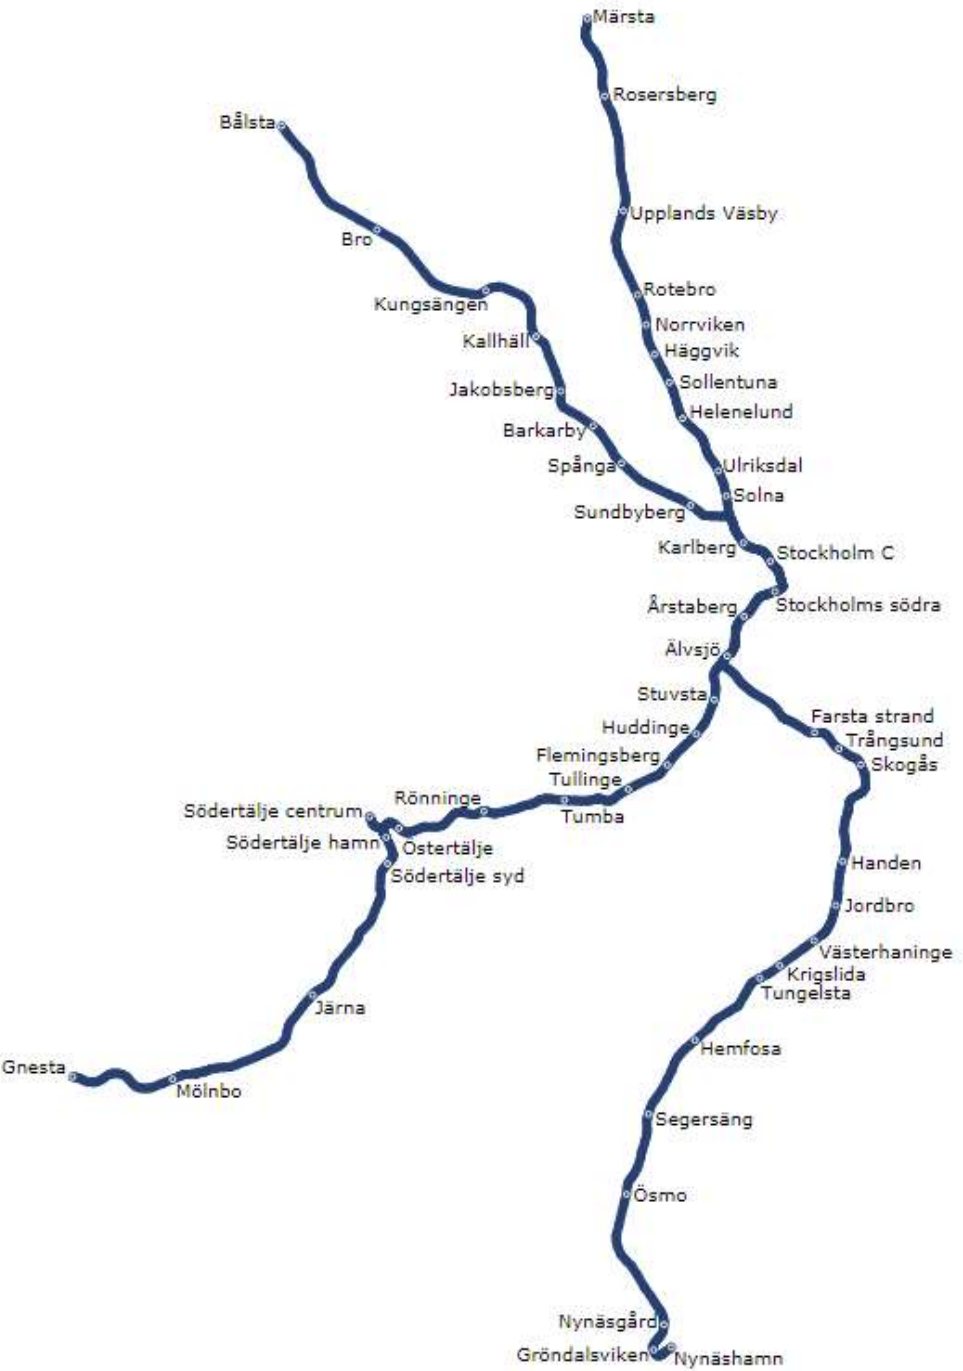 Märsta
Rosersberg
Bålsta
Upplands Väsby
Bro
Rotebro
Kungsängen
Norrviken
Kallhäll
Häggvik
Sollentuna
Jakobsberg
Helenelund
Barkarby
Spånga
Ulriksdal
Solna
Sundbyberg
Karlberg
Stockholm C
Årstaberg
Stockholms södra
Älvsjö
Stuvsta
Farsta strand
Huddinge
Trångsund
Flemingsberg
Skogås
Tullinge
Rönninge
Södertälje centrum
Tumba
Södertälje hamn
Östertälje
Handen
Södertälje syd
Jordbro
Västerhaninge
Krigslida
Tungelsta
Järna
Hemfosa
Gnesta
Mölnbo
Segersäng
Ösmo
Nynäsgård
Gröndalsviken
Nynäshamn